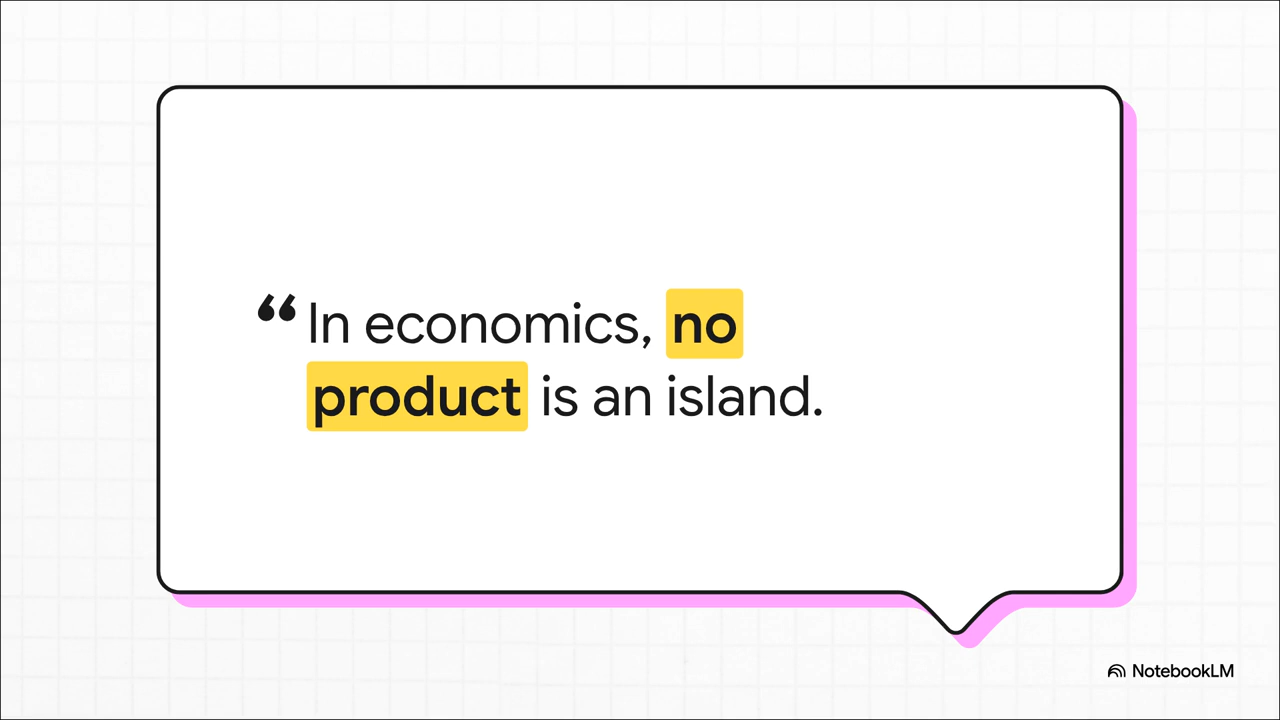 “ In economics, no
product is an island.
NotebookLM